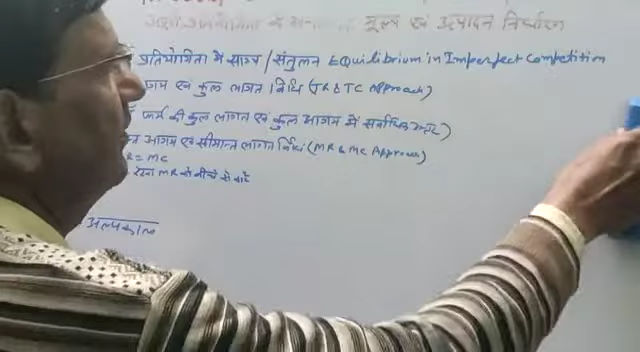 मूल्य एवं उत्पादन निर्धारण
प्रतियोगिता में साम्य / संतुलन Equilibrium in Imperfect Competition
एवं कुल लागत विधि (TR & TC Approach)
फर्म की कुल लागत एवं कुल आगम में सर्वाधिक अन्तर)
आगम एवं सीमान्त लागत विधि (MR & MC Approach)
= MC
रेखा MR को नीचे से काटे
अल्पकाल